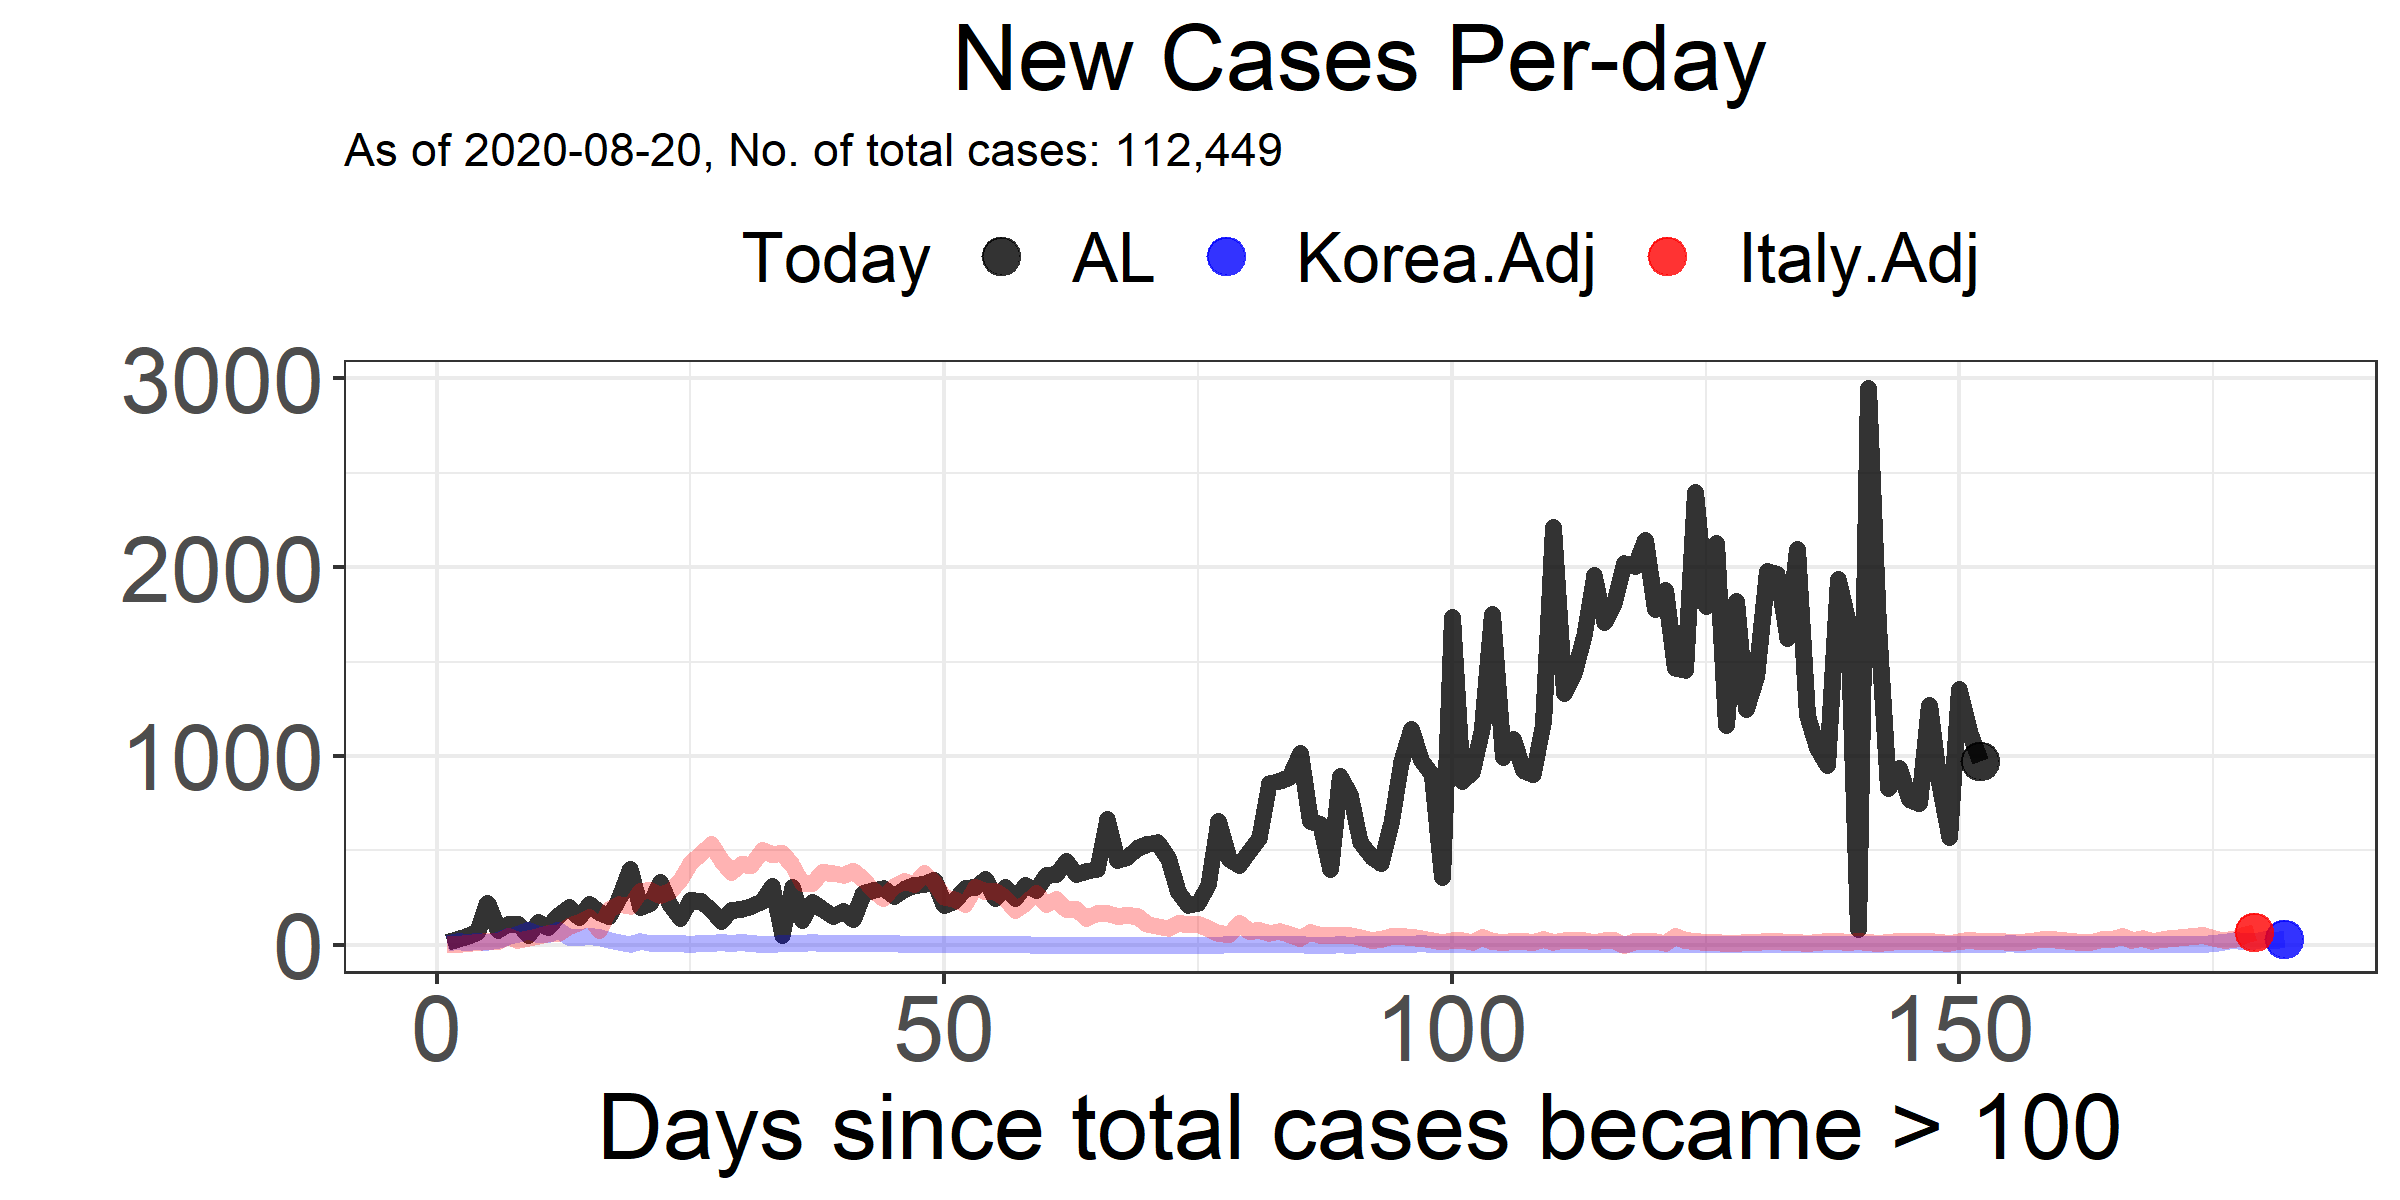 New Cases Per-day
As of 2020-08-20, No. of total cases: 112,449
Today AL Korea.Adj Italy.Adj
3000
2000
1000
0
0 50 100 150
Days since total cases became > 100